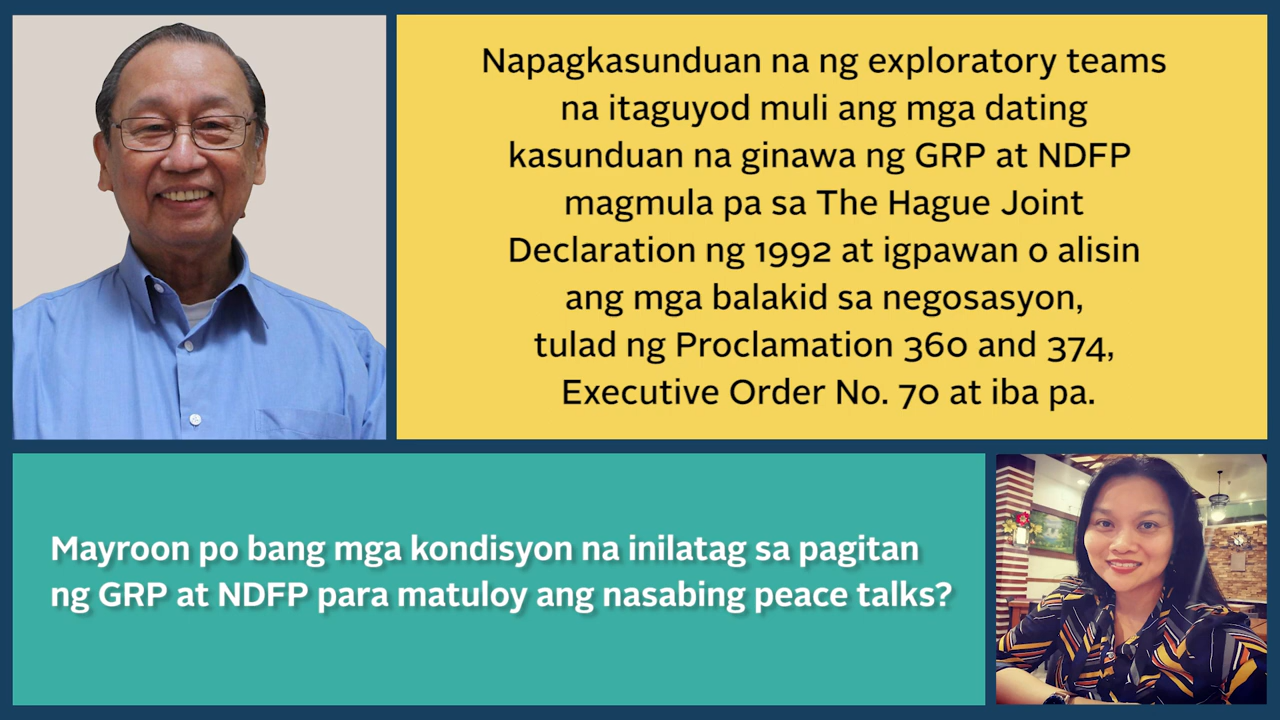 Napagkasunduan na ng exploratory teams
na itaguyod muli ang mga dating
kasunduan na ginawa ng GRP at NDFP
magmula pa sa The Hague Joint
Declaration ng 1992 at igpawan o alisin
ang mga balakid sa negosasyon,
tulad ng Proclamation 360 and 374,
Executive Order No. 70 at iba pa.
Mayroon po bang mga kondisyon na inilatag sa pagitan
ng GRP at NDFP para matuloy ang nasabing peace talks?